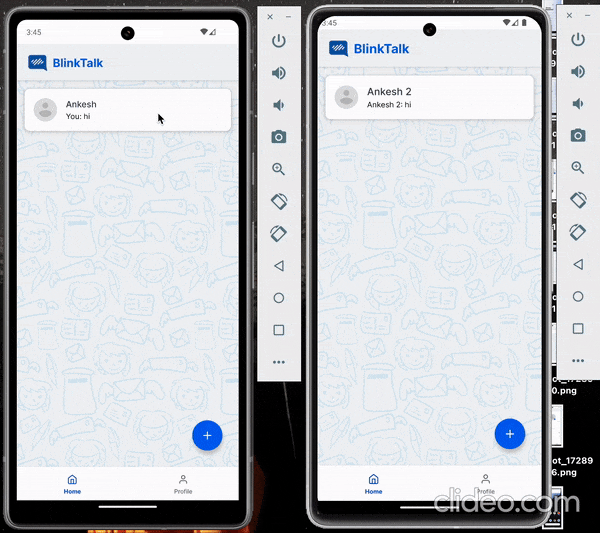 3:45
BlinkTalk
Ankesh
You: hi
Home
Profile
3:45
BlinkTalk
Ankesh 2
Ankesh 2: hi
Home
Profile
ot_17289
6.png
0.png
clideo.com